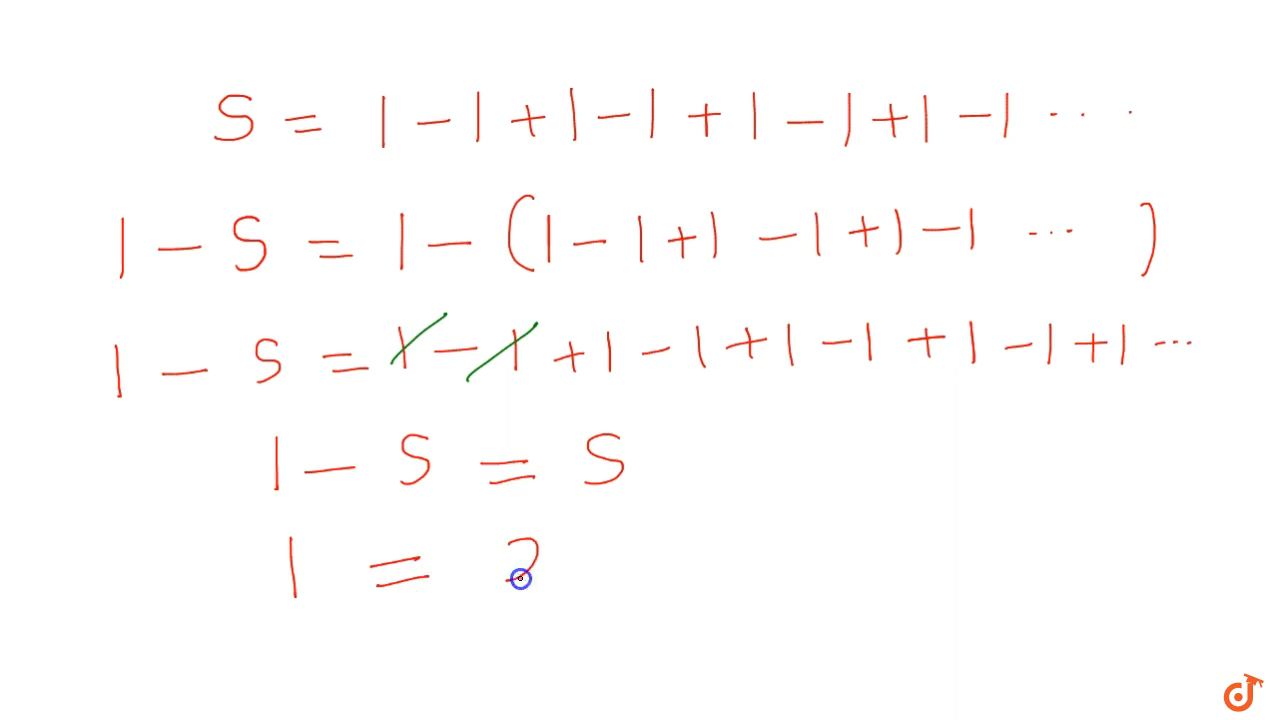 S = 1 - 1 + 1 - 1 + 1 - 1 + 1 - 1 ....
1 - S = 1 - (1 - 1 + 1 - 1 + 1 - 1 ... )
1 - S = 1 - 1 + 1 - 1 + 1 - 1 + 1 - 1 + 1 ...
1 - S = S
1 = 2